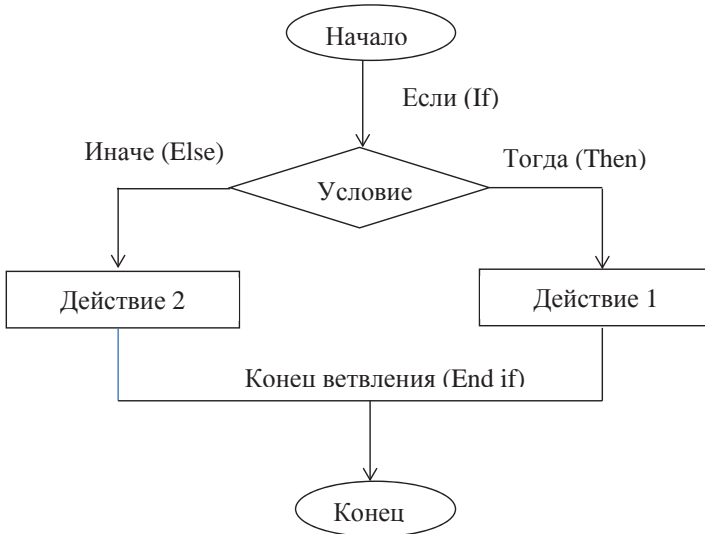 Начало
Если (If)
Иначе (Else)
Тогда (Then)
Условие
Действие 2
Действие 1
Конец ветвления (End if)
Конец